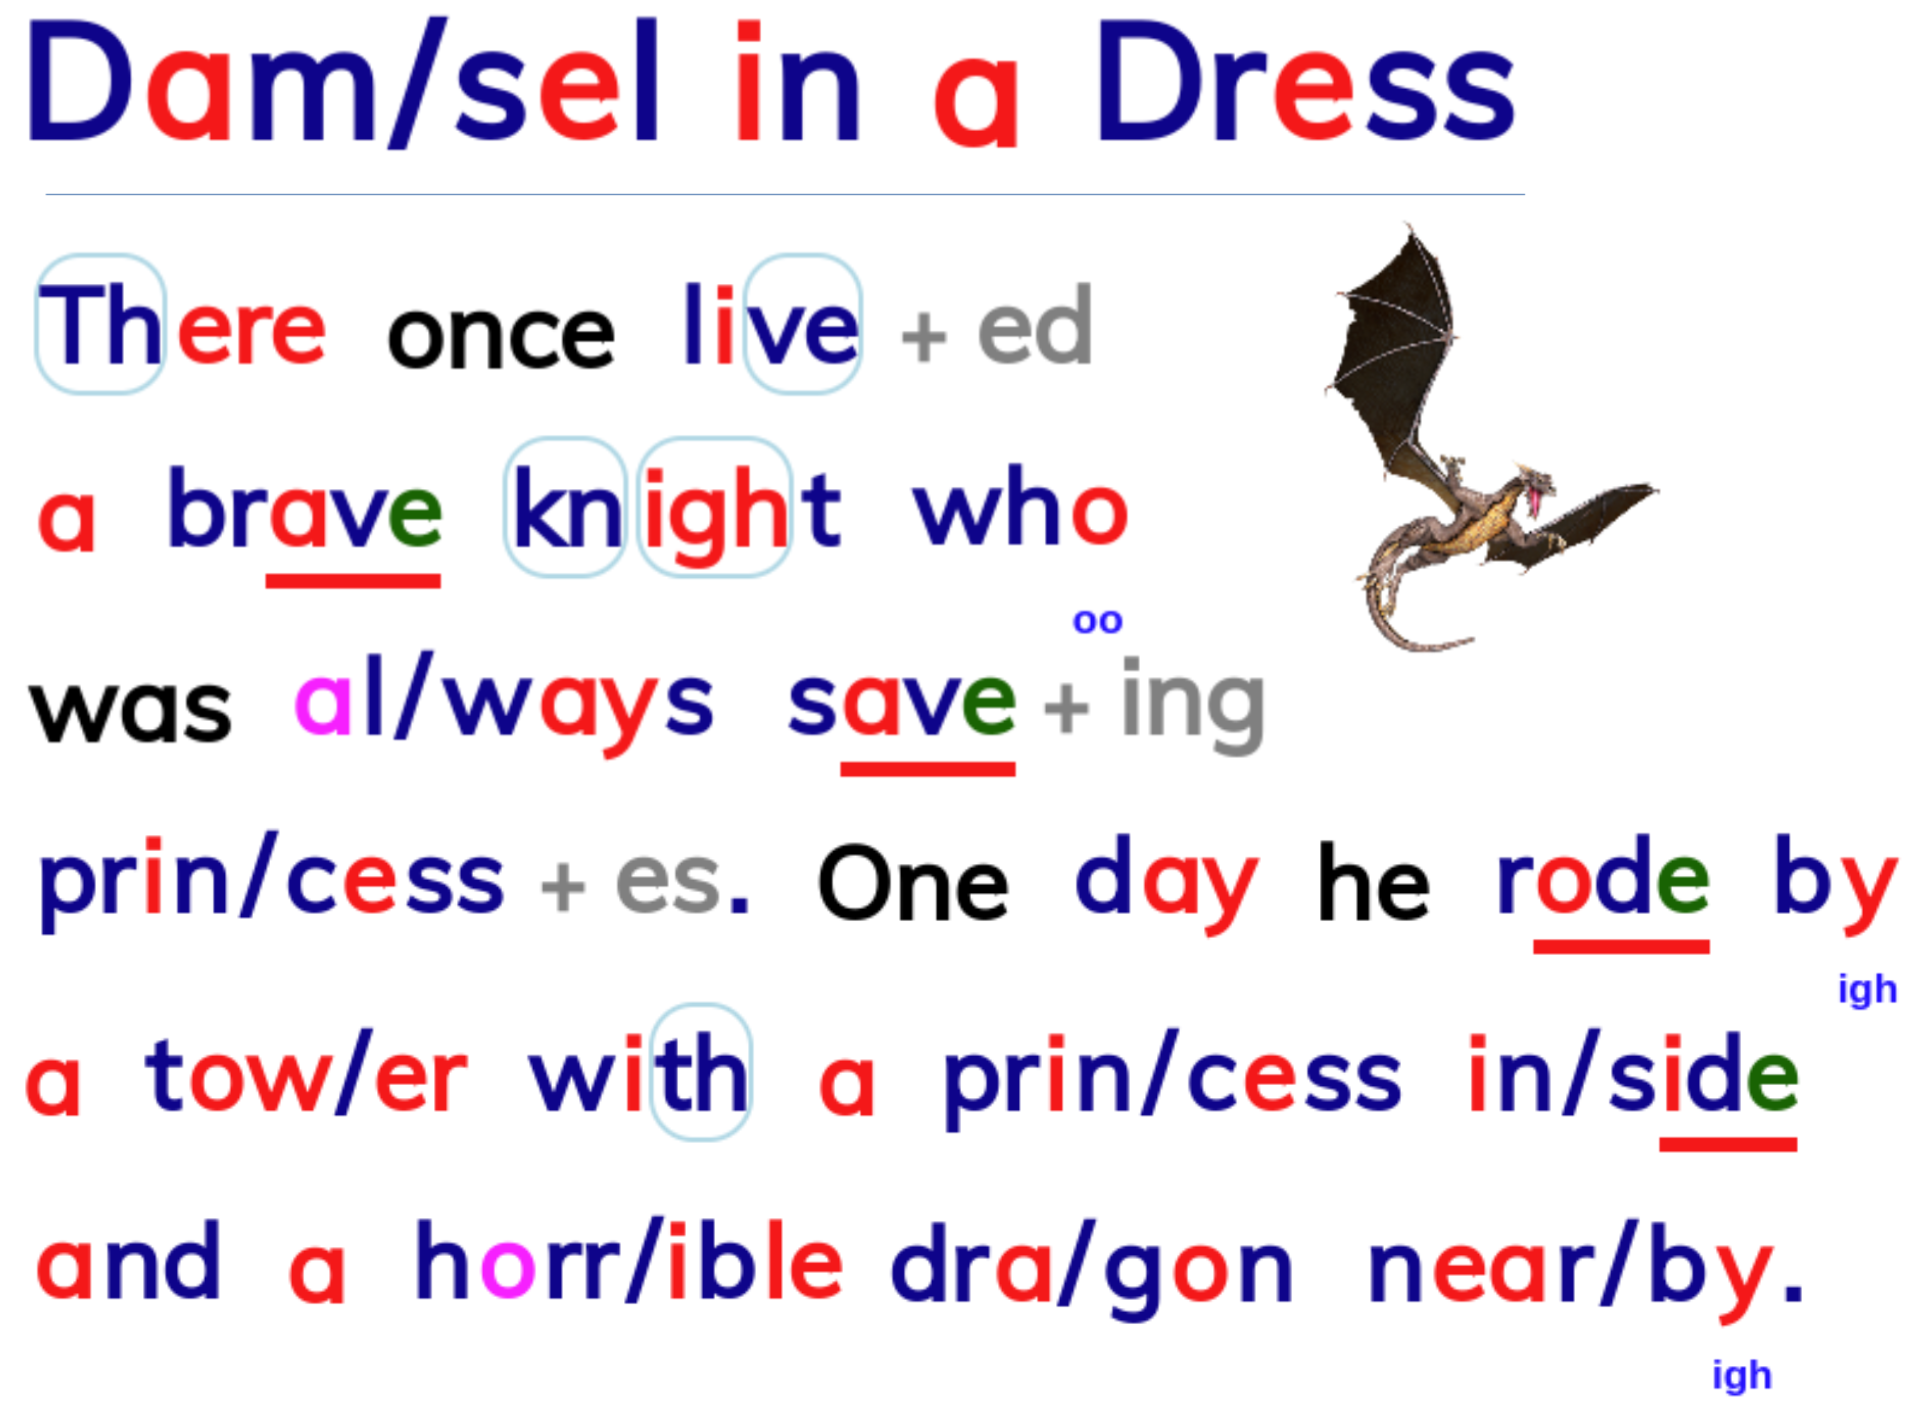 Dam/sel in a Dress
There once live + ed
a brave knight who
oo
was al/ways save + ing
prin/cess + es. One day he rode by
igh
a tow/er with a prin/cess in/side
and a horr/ible dra/gon near/by.
igh